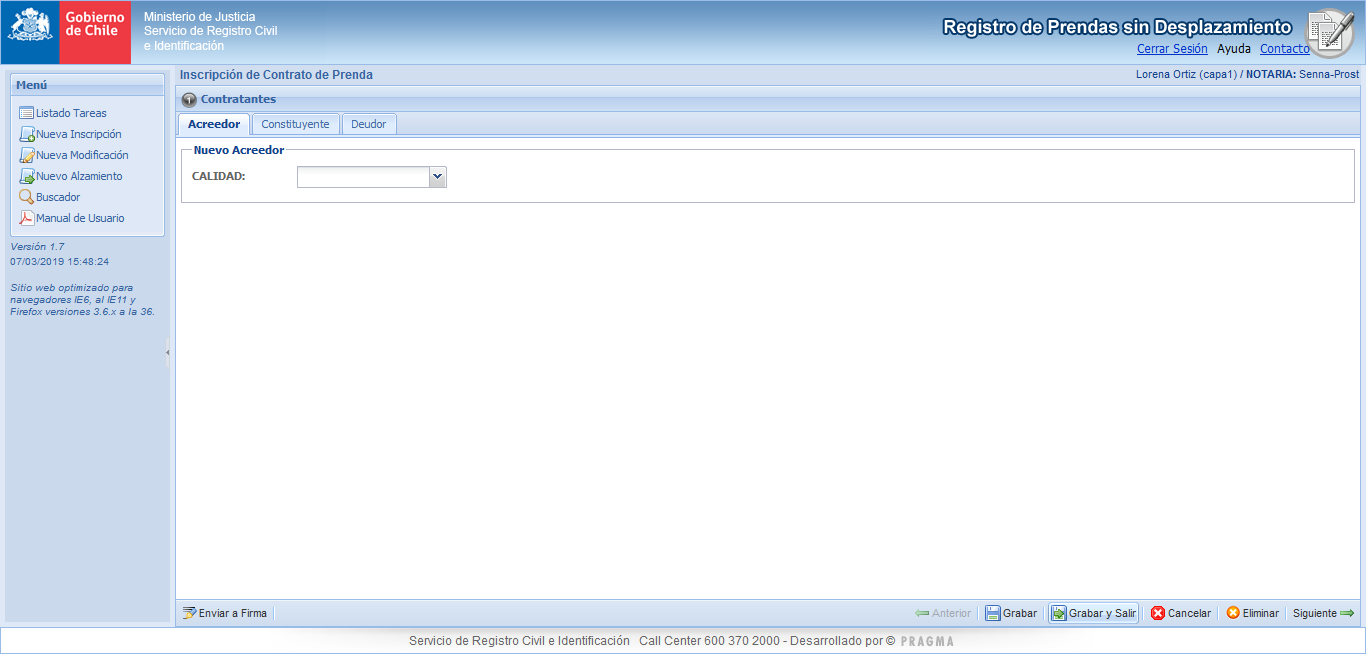 Gobierno
de Chile
Ministerio de Justicia
Servicio de Registro Civil
e Identificación
Registro de Prendas sin Desplazamiento
Cerrar Sesión Ayuda Contacto
Menú
Listado Tareas
Nueva Inscripción
Nueva Modificación
Nuevo Alzamiento
Buscador
Manual de Usuario
Versión 1.7
07/03/2019 15:48:24
Sitio web optimizado para
navegadores IE6, al IE11 y
Firefox versiones 3.6.x a la 36.
Inscripción de Contrato de Prenda
Lorena Ortiz (capa1) / NOTARIA: Senna-Prost
1 Contratantes
Acreedor Constituyente Deudor
Nuevo Acreedor
CALIDAD:
Enviar a Firma Anterior Grabar Grabar y Salir Cancelar Eliminar Siguiente
Servicio de Registro Civil e Identificación Call Center 600 370 2000 - Desarrollado por © PRAGMA